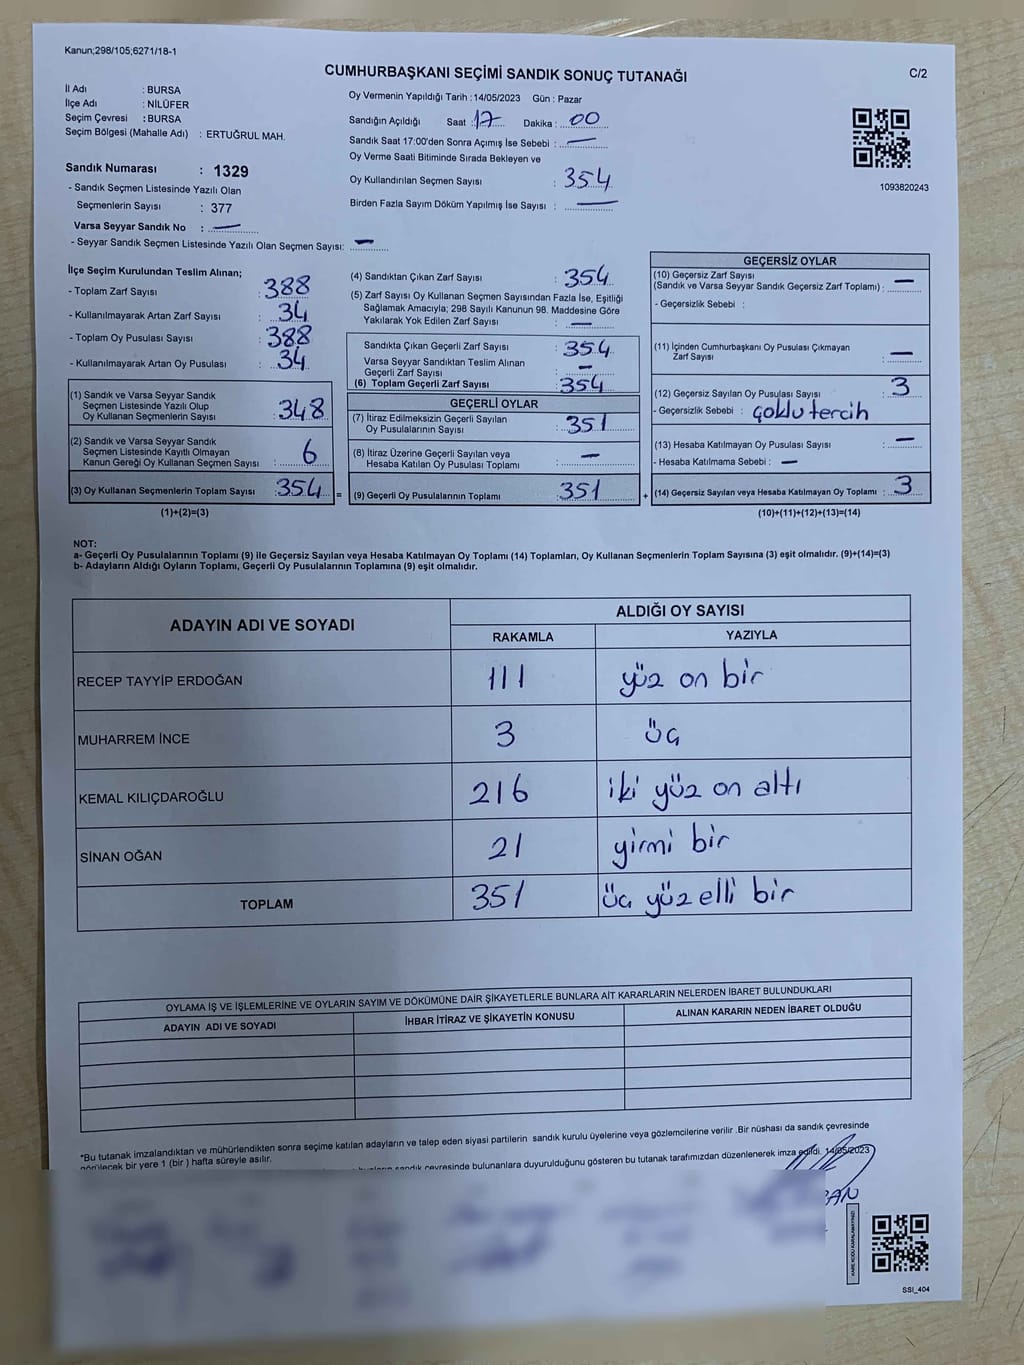 Kanun;298/105;6271/18-1
CUMHURBAŞKANI SEÇİMİ SANDIK SONUÇ TUTANAĞI
C/2
İl Adı : BURSA
İlçe Adı : NİLÜFER
Seçim Çevresi : BURSA
Seçim Bölgesi (Mahalle Adı) : ERTUĞRUL MAH.
Sandık Numarası : 1329
- Sandık Seçmen Listesinde Yazılı Olan
Seçmenlerin Sayısı : 377
Varsa Seyyar Sandık No : —
- Seyyar Sandık Seçmen Listesinde Yazılı Olan Seçmen Sayısı: —
Oy Vermenin Yapıldığı Tarih :14/05/2023 Gün : Pazar
Sandığın Açıldığı Saat : 17 Dakika : 00
Sandık Saat 17:00'den Sonra Açımış İse Sebebi : —
Oy Verme Saati Bitiminde Sırada Bekleyen ve
Oy Kullandırılan Seçmen Sayısı : 354
Birden Fazla Sayım Döküm Yapılmış İse Sayısı : —
1093820243
İlçe Seçim Kurulundan Teslim Alınan;
- Toplam Zarf Sayısı : 388
- Kullanılmayarak Artan Zarf Sayısı : 34
- Toplam Oy Pusulası Sayısı : 388
- Kullanılmayarak Artan Oy Pusulası : 34
(1) Sandık ve Varsa Seyyar Sandık
Seçmen Listesinde Yazılı Olup
Oy Kullanan Seçmenlerin Sayısı : 348
(2) Sandık ve Varsa Seyyar Sandık
Seçmen Listesinde Kayıtlı Olmayan
Kanun Gereği Oy Kullanan Seçmen Sayısı : 6
(3) Oy Kullanan Seçmenlerin Toplam Sayısı : 354 =
(1)+(2)=(3)
(4) Sandıktan Çıkan Zarf Sayısı : 354
(5) Zarf Sayısı Oy Kullanan Seçmen Sayısından Fazla İse, Eşitliği
Sağlamak Amacıyla; 298 Sayılı Kanunun 98. Maddesine Göre
Yakılarak Yok Edilen Zarf Sayısı : —
Sandıkta Çıkan Geçerli Zarf Sayısı : 354
Varsa Seyyar Sandıktan Teslim Alınan
Geçerli Zarf Sayısı : —
(6) Toplam Geçerli Zarf Sayısı : 354
GEÇERLİ OYLAR
(7) İtiraz Edilmeksizin Geçerli Sayılan
Oy Pusulalarının Sayısı : 351
(8) İtiraz Üzerine Geçerli Sayılan veya
Hesaba Katılan Oy Pusulası Toplamı : —
(9) Geçerli Oy Pusulalarının Toplamı : 351 +
GEÇERSİZ OYLAR
(10) Geçersiz Zarf Sayısı
(Sandık ve Varsa Seyyar Sandık Geçersiz Zarf Toplamı) : —
- Geçersizlik Sebebi :
(11) İçinden Cumhurbaşkanı Oy Pusulası Çıkmayan
Zarf Sayısı : —
(12) Geçersiz Sayılan Oy Pusulası Sayısı : 3
- Geçersizlik Sebebi : çoklu tercih
(13) Hesaba Katılmayan Oy Pusulası Sayısı : —
- Hesaba Katılmama Sebebi : —
(14) Geçersiz Sayılan veya Hesaba Katılmayan Oy Toplamı : 3
(10)+(11)+(12)+(13)=(14)
NOT:
a- Geçerli Oy Pusulalarının Toplamı (9) ile Geçersiz Sayılan veya Hesaba Katılmayan Oy Toplamı (14) Toplamları, Oy Kullanan Seçmenlerin Toplam Sayısına (3) eşit olmalıdır. (9)+(14)=(3)
b- Adayların Aldığı Oyların Toplamı, Geçerli Oy Pusulalarının Toplamına (9) eşit olmalıdır.
ADAYIN ADI VE SOYADI
ALDIĞI OY SAYISI
RAKAMLA YAZIYLA
RECEP TAYYİP ERDOĞAN 111 yüz on bir
MUHARREM İNCE 3 üç
KEMAL KILIÇDAROĞLU 216 iki yüz on altı
SİNAN OĞAN 21 yirmi bir
TOPLAM 351 üç yüz elli bir
OYLAMA İŞ VE İŞLEMLERİNE VE OYLARIN SAYIM VE DÖKÜMÜNE DAİR ŞİKAYETLERLE BUNLARA AİT KARARLARIN NELERDEN İBARET BULUNDUKLARI
ADAYIN ADI VE SOYADI İHBAR İTİRAZ VE ŞİKAYETİN KONUSU ALINAN KARARIN NEDEN İBARET OLDUĞU
*Bu tutanak imzalandıktan ve mühürlendikten sonra seçime katılan adayların ve talep eden siyasi partilerin sandık kurulu üyelerine veya gözlemcilerine verilir .Bir nüshası da sandık çevresinde
görülecek bir yere 1 (bir ) hafta süreyle asılır.
sandık çevresinde bulunanlara duyurulduğunu gösteren bu tutanak tarafımızdan düzenlenerek imza edildi. 14/05/2023
KARE KODU KARALAMAYINIZ!
SSI_404